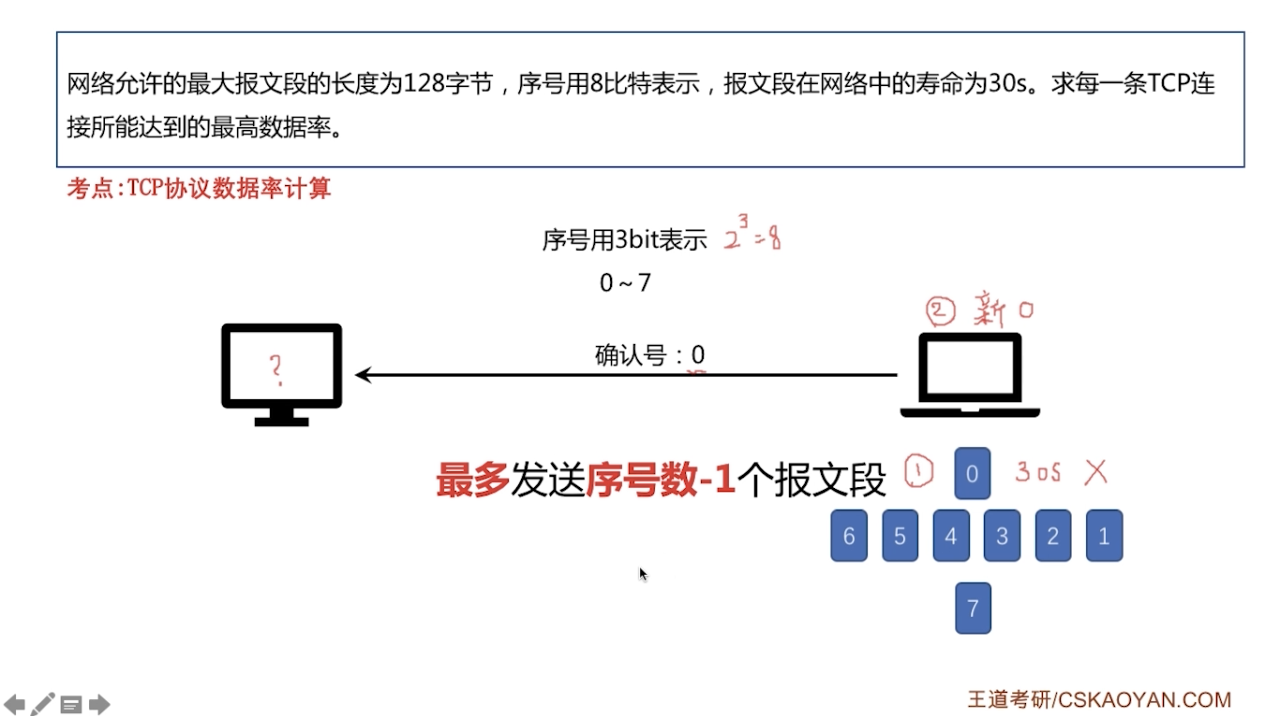 网络允许的最大报文段的长度为128字节，序号用8比特表示，报文段在网络中的寿命为30s。求每一条TCP连
接所能达到的最高数据率。
考点:TCP协议数据率计算
序号用3bit表示 2³=8
0～7
② 新 0
确认号：0
?
最多发送序号数-1个报文段
① 0 30s X
6 5 4 3 2 1
7
王道考研/CSKAOYAN.COM